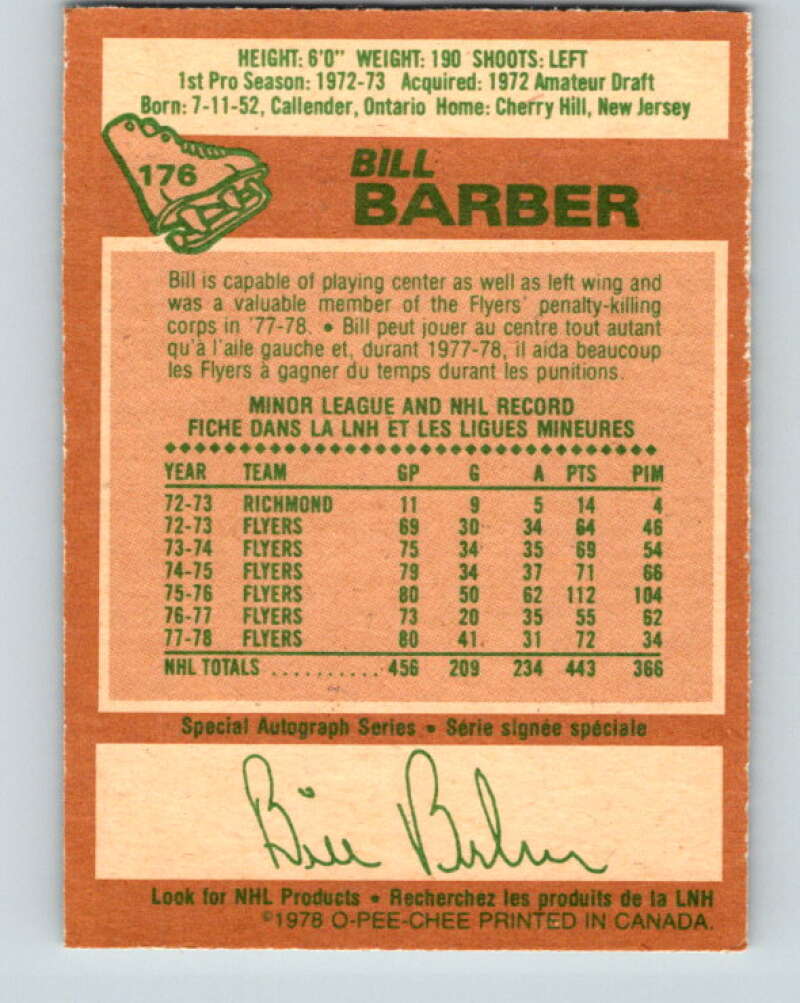 HEIGHT: 6'0" WEIGHT: 190 SHOOTS: LEFT
1st Pro Season: 1972-73 Acquired: 1972 Amateur Draft
Born: 7-11-52, Callender, Ontario Home: Cherry Hill, New Jersey
176
BILL
BARBER
Bill is capable of playing center as well as left wing and
was a valuable member of the Flyers' penalty-killing
corps in '77-78. • Bill peut jouer au centre tout autant
qu'à l'aile gauche et, durant 1977-78, il aida beaucoup
les Flyers à gagner du temps durant les punitions.
MINOR LEAGUE AND NHL RECORD
FICHE DANS LA LNH ET LES LIGUES MINEURES
YEAR TEAM GP G A PTS PIM
72-73 RICHMOND 11 9 5 14 4
72-73 FLYERS 69 30 34 64 46
73-74 FLYERS 75 34 35 69 54
74-75 FLYERS 79 34 37 71 66
75-76 FLYERS 80 50 62 112 104
76-77 FLYERS 73 20 35 55 62
77-78 FLYERS 80 41 31 72 34
NHL TOTALS .......... 456 209 234 443 366
Special Autograph Series • Série signée spéciale
Bill Barber
Look for NHL Products • Recherchez les produits de la LNH
©1978 O-PEE-CHEE PRINTED IN CANADA.